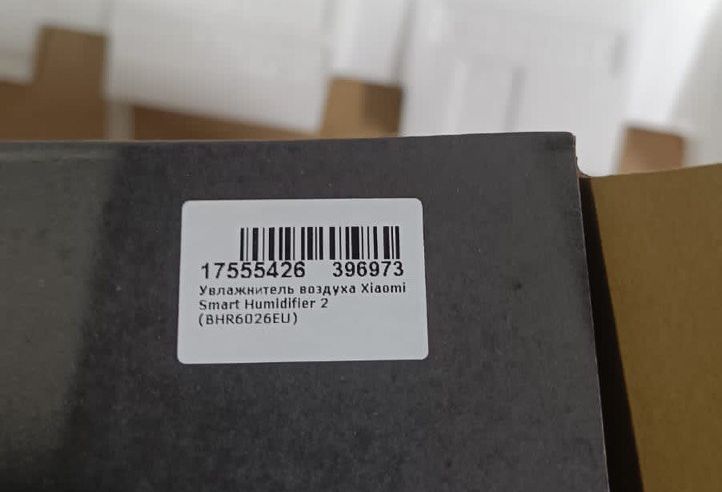 17555426 396973
Увлажнитель воздуха Xiaomi
Smart Humidifier 2
(BHR6026EU)